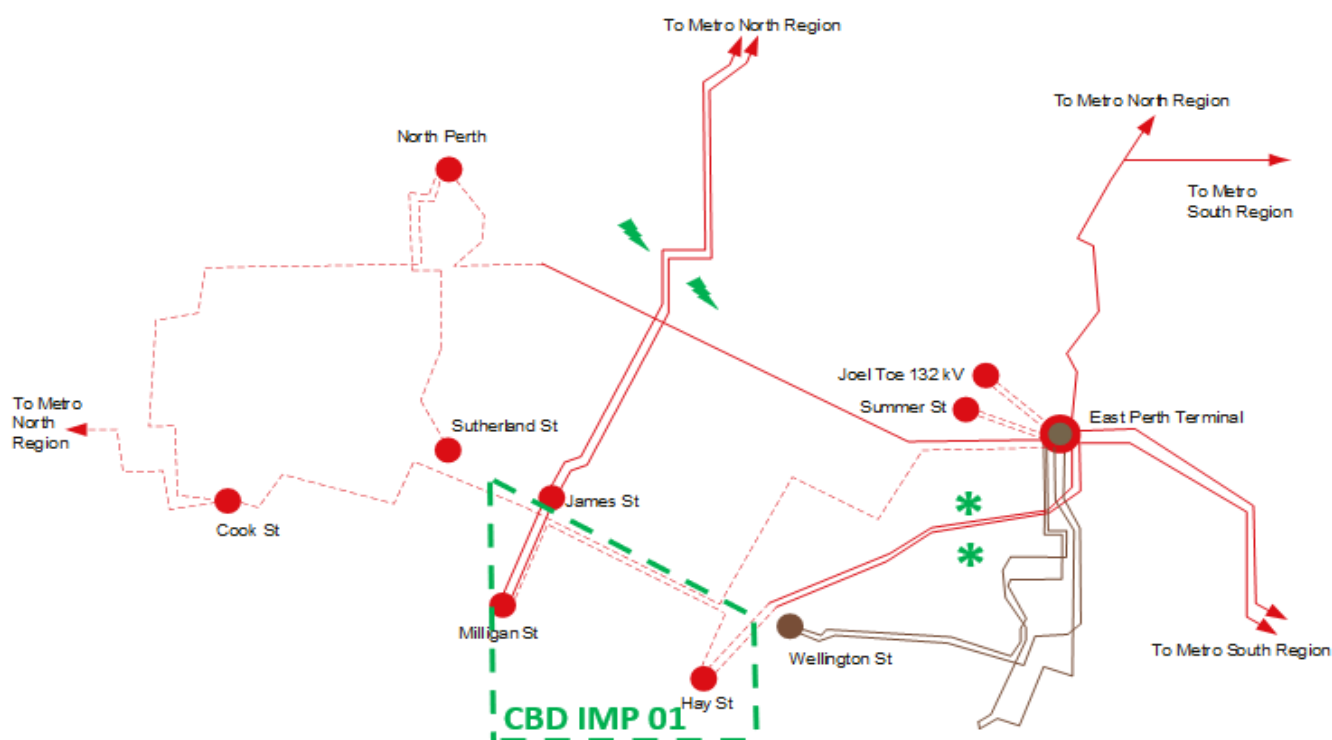 To Metro North Region
To Metro North Region
North Perth
To Metro
South Region
Joel Tce 132 kV
To Metro
North
Region
Summer St
East Perth Terminal
Sutherland St
James St
Cook St
Milligan St
Wellington St
To Metro South Region
Hay St
CBD IMP 01